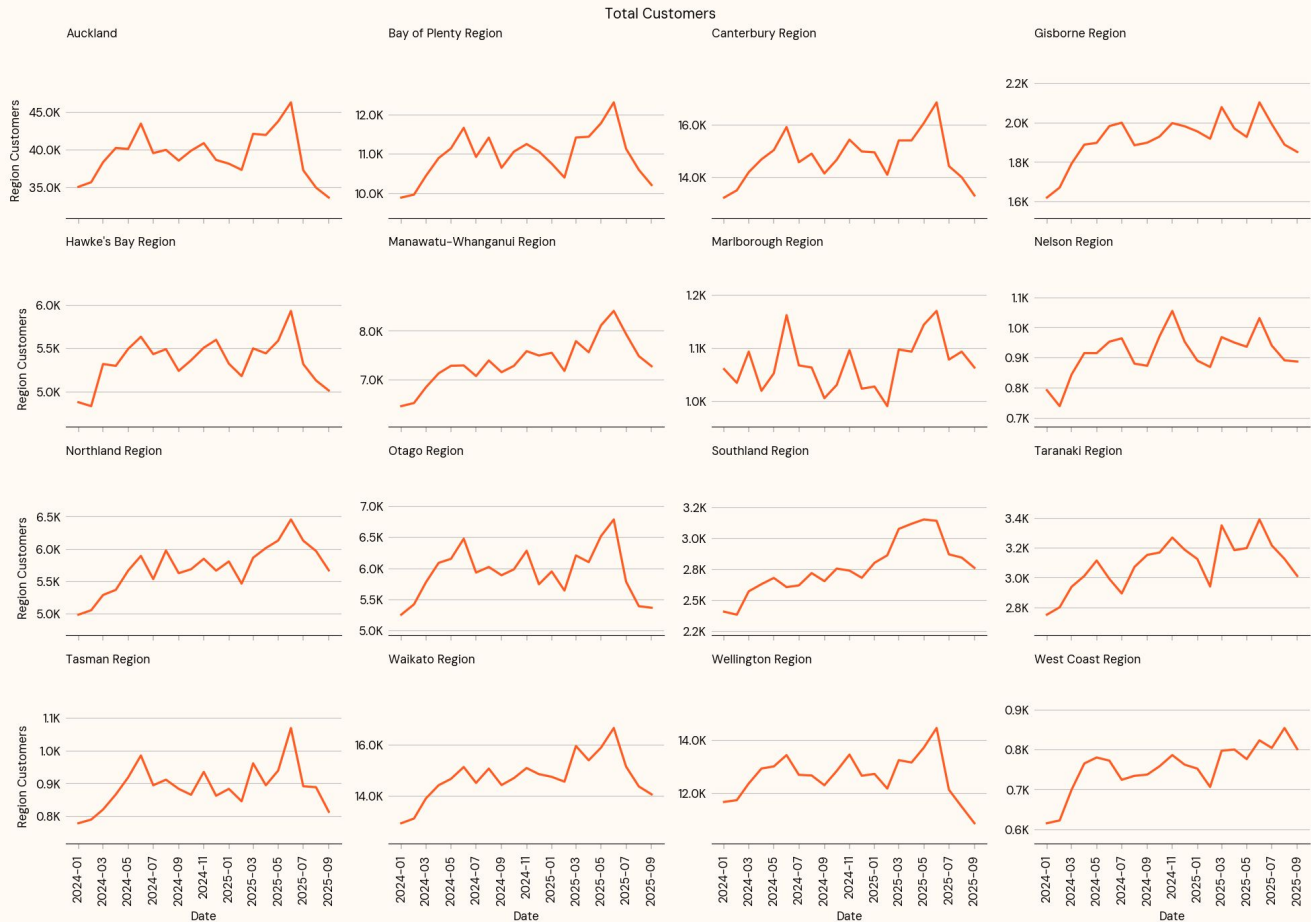 Total Customers
Auckland
Bay of Plenty Region
Canterbury Region
Gisborne Region
Region Customers
45.0K
40.0K
35.0K
12.0K
11.0K
10.0K
16.0K
14.0K
2.2K
2.0K
1.8K
1.6K
Hawke's Bay Region
Manawatu-Whanganui Region
Marlborough Region
Nelson Region
Region Customers
6.0K
5.5K
5.0K
8.0K
7.0K
1.2K
1.1K
1.0K
1.1K
1.0K
0.9K
0.8K
0.7K
Northland Region
Otago Region
Southland Region
Taranaki Region
Region Customers
6.5K
6.0K
5.5K
5.0K
7.0K
6.5K
6.0K
5.5K
5.0K
3.2K
3.0K
2.8K
2.5K
2.2K
3.4K
3.2K
3.0K
2.8K
Tasman Region
Waikato Region
Wellington Region
West Coast Region
Region Customers
1.1K
1.0K
0.9K
0.8K
16.0K
14.0K
14.0K
12.0K
0.9K
0.8K
0.7K
0.6K
2024-01
2024-03
2024-05
2024-07
2024-09
2024-11
2025-01
2025-03
2025-05
2025-07
2025-09
Date
2024-01
2024-03
2024-05
2024-07
2024-09
2024-11
2025-01
2025-03
2025-05
2025-07
2025-09
Date
2024-01
2024-03
2024-05
2024-07
2024-09
2024-11
2025-01
2025-03
2025-05
2025-07
2025-09
Date
2024-01
2024-03
2024-05
2024-07
2024-09
2024-11
2025-01
2025-03
2025-05
2025-07
2025-09
Date